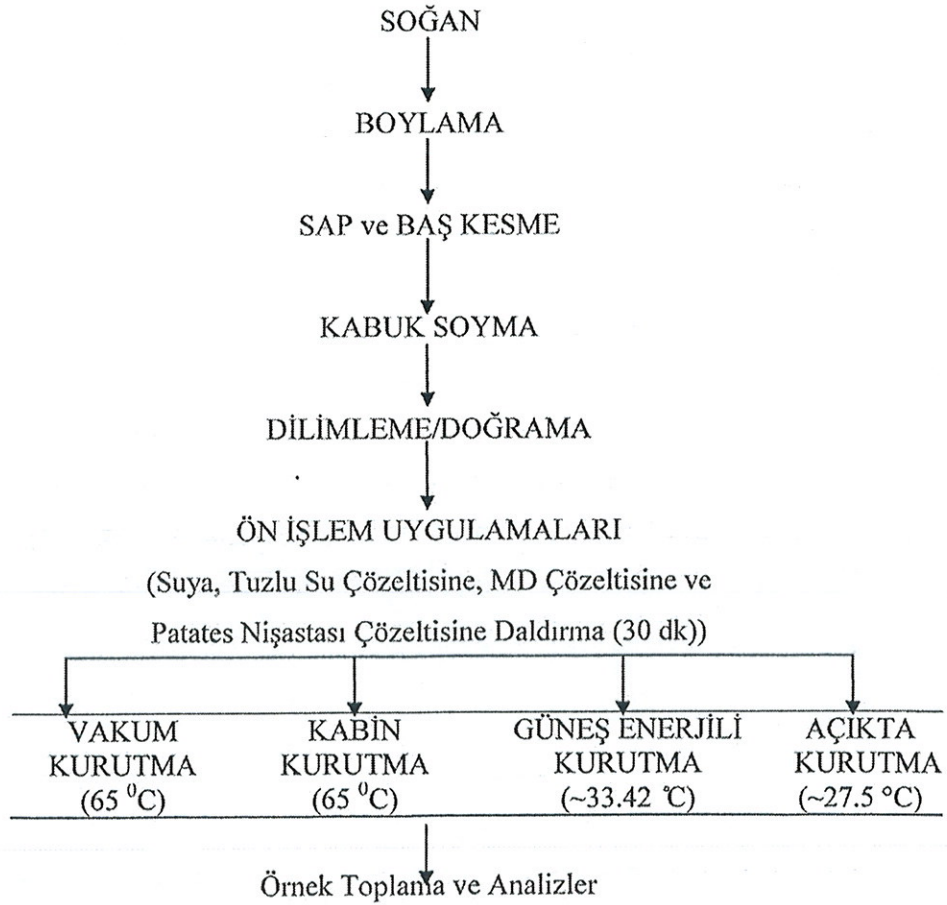 SOĞAN
BOYLAMA
SAP ve BAŞ KESME
KABUK SOYMA
DİLİMLEME/DOĞRAMA
ÖN İŞLEM UYGULAMALARI
(Suya, Tuzlu Su Çözeltisine, MD Çözeltisine ve
Patates Nişastası Çözeltisine Daldırma (30 dk))
VAKUM KURUTMA (65 ⁰C)
KABİN KURUTMA (65 ⁰C)
GÜNEŞ ENERJİLİ KURUTMA (~33.42 ℃)
AÇIKTA KURUTMA (~27.5 °C)
Örnek Toplama ve Analizler